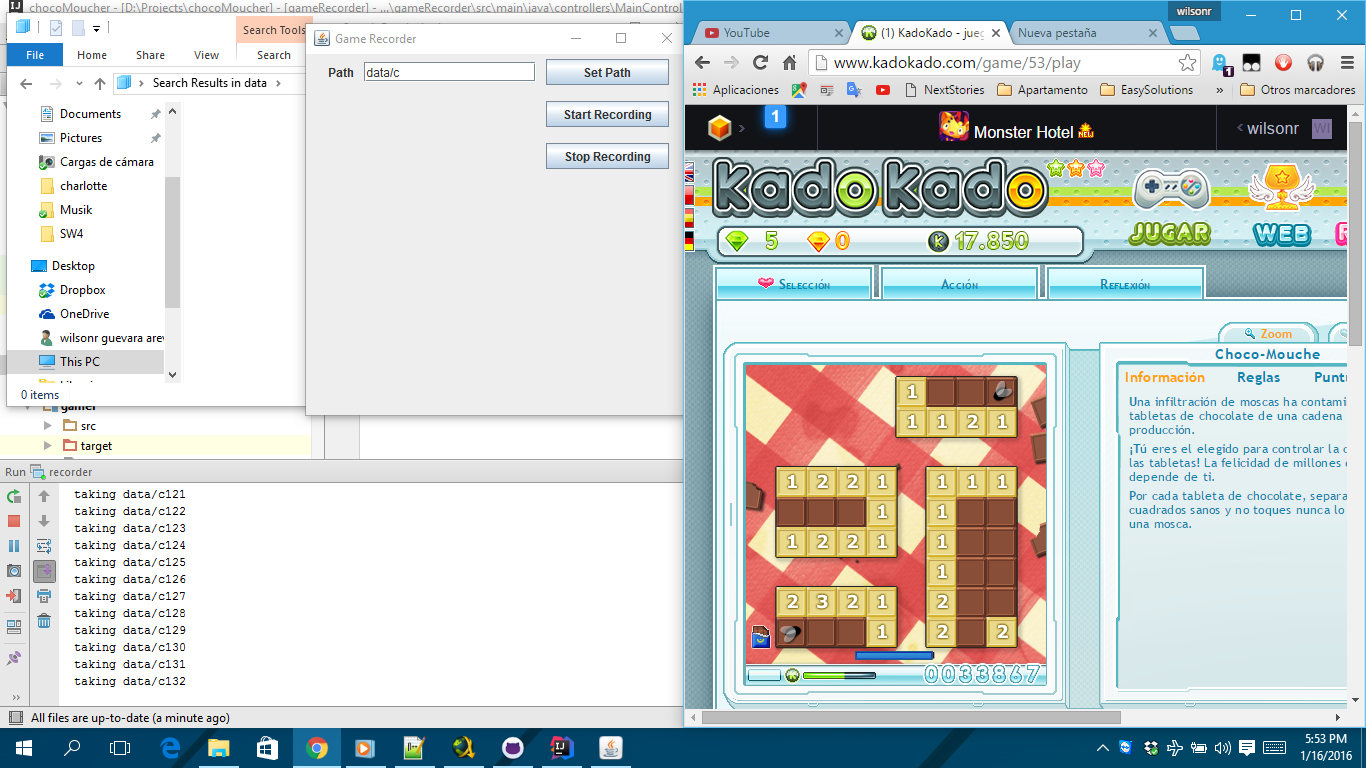 chocoMoucher - [D:\Projects\chocoMoucher] - [gameRecorder] - ...\gameRecorder\src\main\java\controllers\MainControl
Search Tools
File Home Share View Search
Search Results in data
Documents
Pictures
Cargas de cámara
charlotte
Musik
SW4
Desktop
Dropbox
OneDrive
wilsonr guevara arev
This PC
0 items
gamer
src
target
Game Recorder
Path data/c Set Path
Start Recording
Stop Recording
Run recorder
taking data/c121
taking data/c122
taking data/c123
taking data/c124
taking data/c125
taking data/c126
taking data/c127
taking data/c128
taking data/c129
taking data/c130
taking data/c131
taking data/c132
All files are up-to-date (a minute ago)
wilsonr
YouTube (1) KadoKado - jueg Nueva pestaña
www.kadokado.com/game/53/play
1
Aplicaciones NextStories Apartamento EasySolutions » Otros marcadores
1 Monster Hotel NEW wilsonr WI
kadokado
JUGAR WEB R
5 0 K 17.850
Selección Acción Reflexión
Zoom
Choco-Mouche
Información Reglas Puntu
Una infiltración de moscas ha contami
tabletas de chocolate de una cadena
producción.
¡Tú eres el elegido para controlar la c
las tabletas! La felicidad de millones
depende de ti.
Por cada tableta de chocolate, separa
cuadrados sanos y no toques nunca lo
una mosca.
1
1 1 2 1
1 2 2 1
1
1 2 2 1
1 1 1
1
1
1
2
2 2
2 3 2 1
1
0033867
5:53 PM
1/16/2016